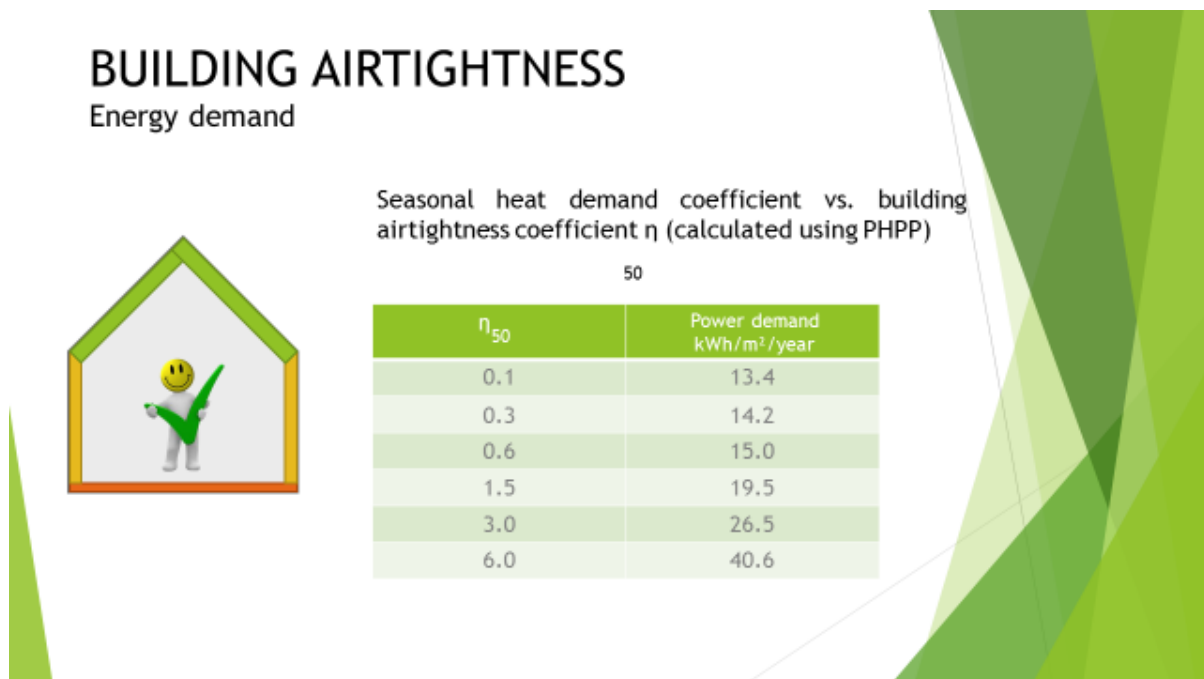 BUILDING AIRTIGHTNESS
Energy demand
Seasonal heat demand coefficient vs. building
airtightness coefficient η (calculated using PHPP)
50
η50 Power demand
kWh/m²/year
0.1 13.4
0.3 14.2
0.6 15.0
1.5 19.5
3.0 26.5
6.0 40.6